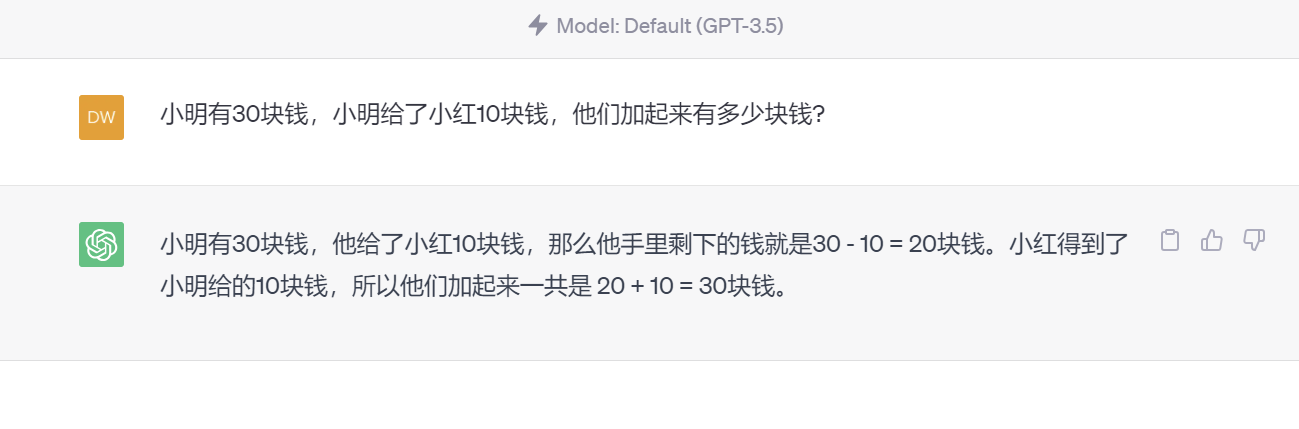 Model: Default (GPT-3.5)
DW
小明有30块钱，小明给了小红10块钱，他们加起来有多少块钱?
小明有30块钱，他给了小红10块钱，那么他手里剩下的钱就是30 - 10 = 20块钱。小红得到了
小明给的10块钱，所以他们加起来一共是 20 + 10 = 30块钱。